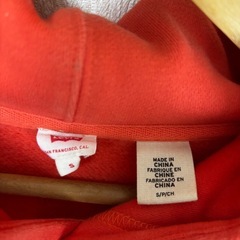 SAN FRANCISCO, CAL.
S
MADE IN
CHINA
FABRIQUE EN
CHINE
FABRICADO EN
CHINA
S/P/CH